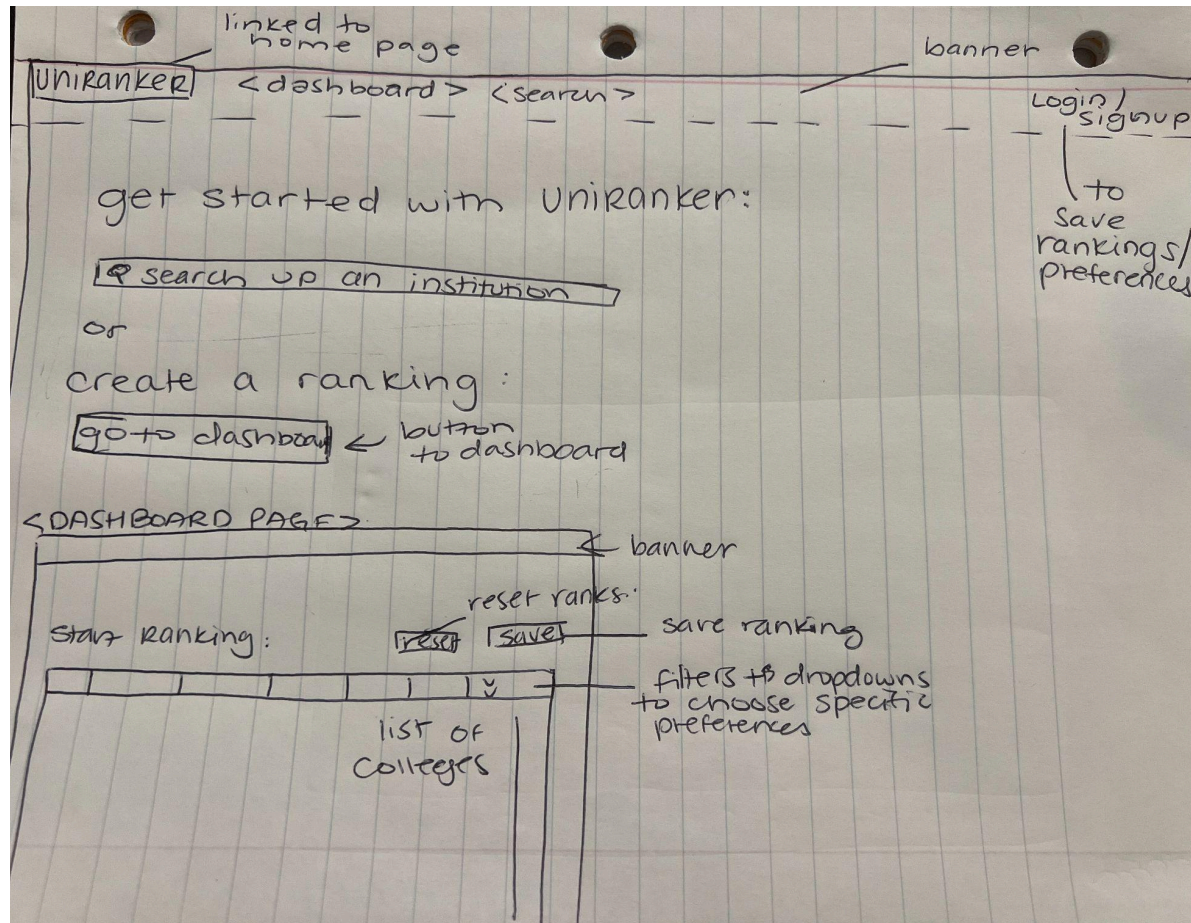 linked to
home page
banner
UNIRANKER <dashboard> <search>
Login/
signup
get started with UniRanker:
to
save
rankings/
preferences
search up an institution
or
create a ranking:
go to dashboad
button
to dashboard
<DASHBOARD PAGE>
banner
reset ranks:
Start Ranking: reset save
save ranking
filters dropdowns
to choose specific
preferences
list of
colleges